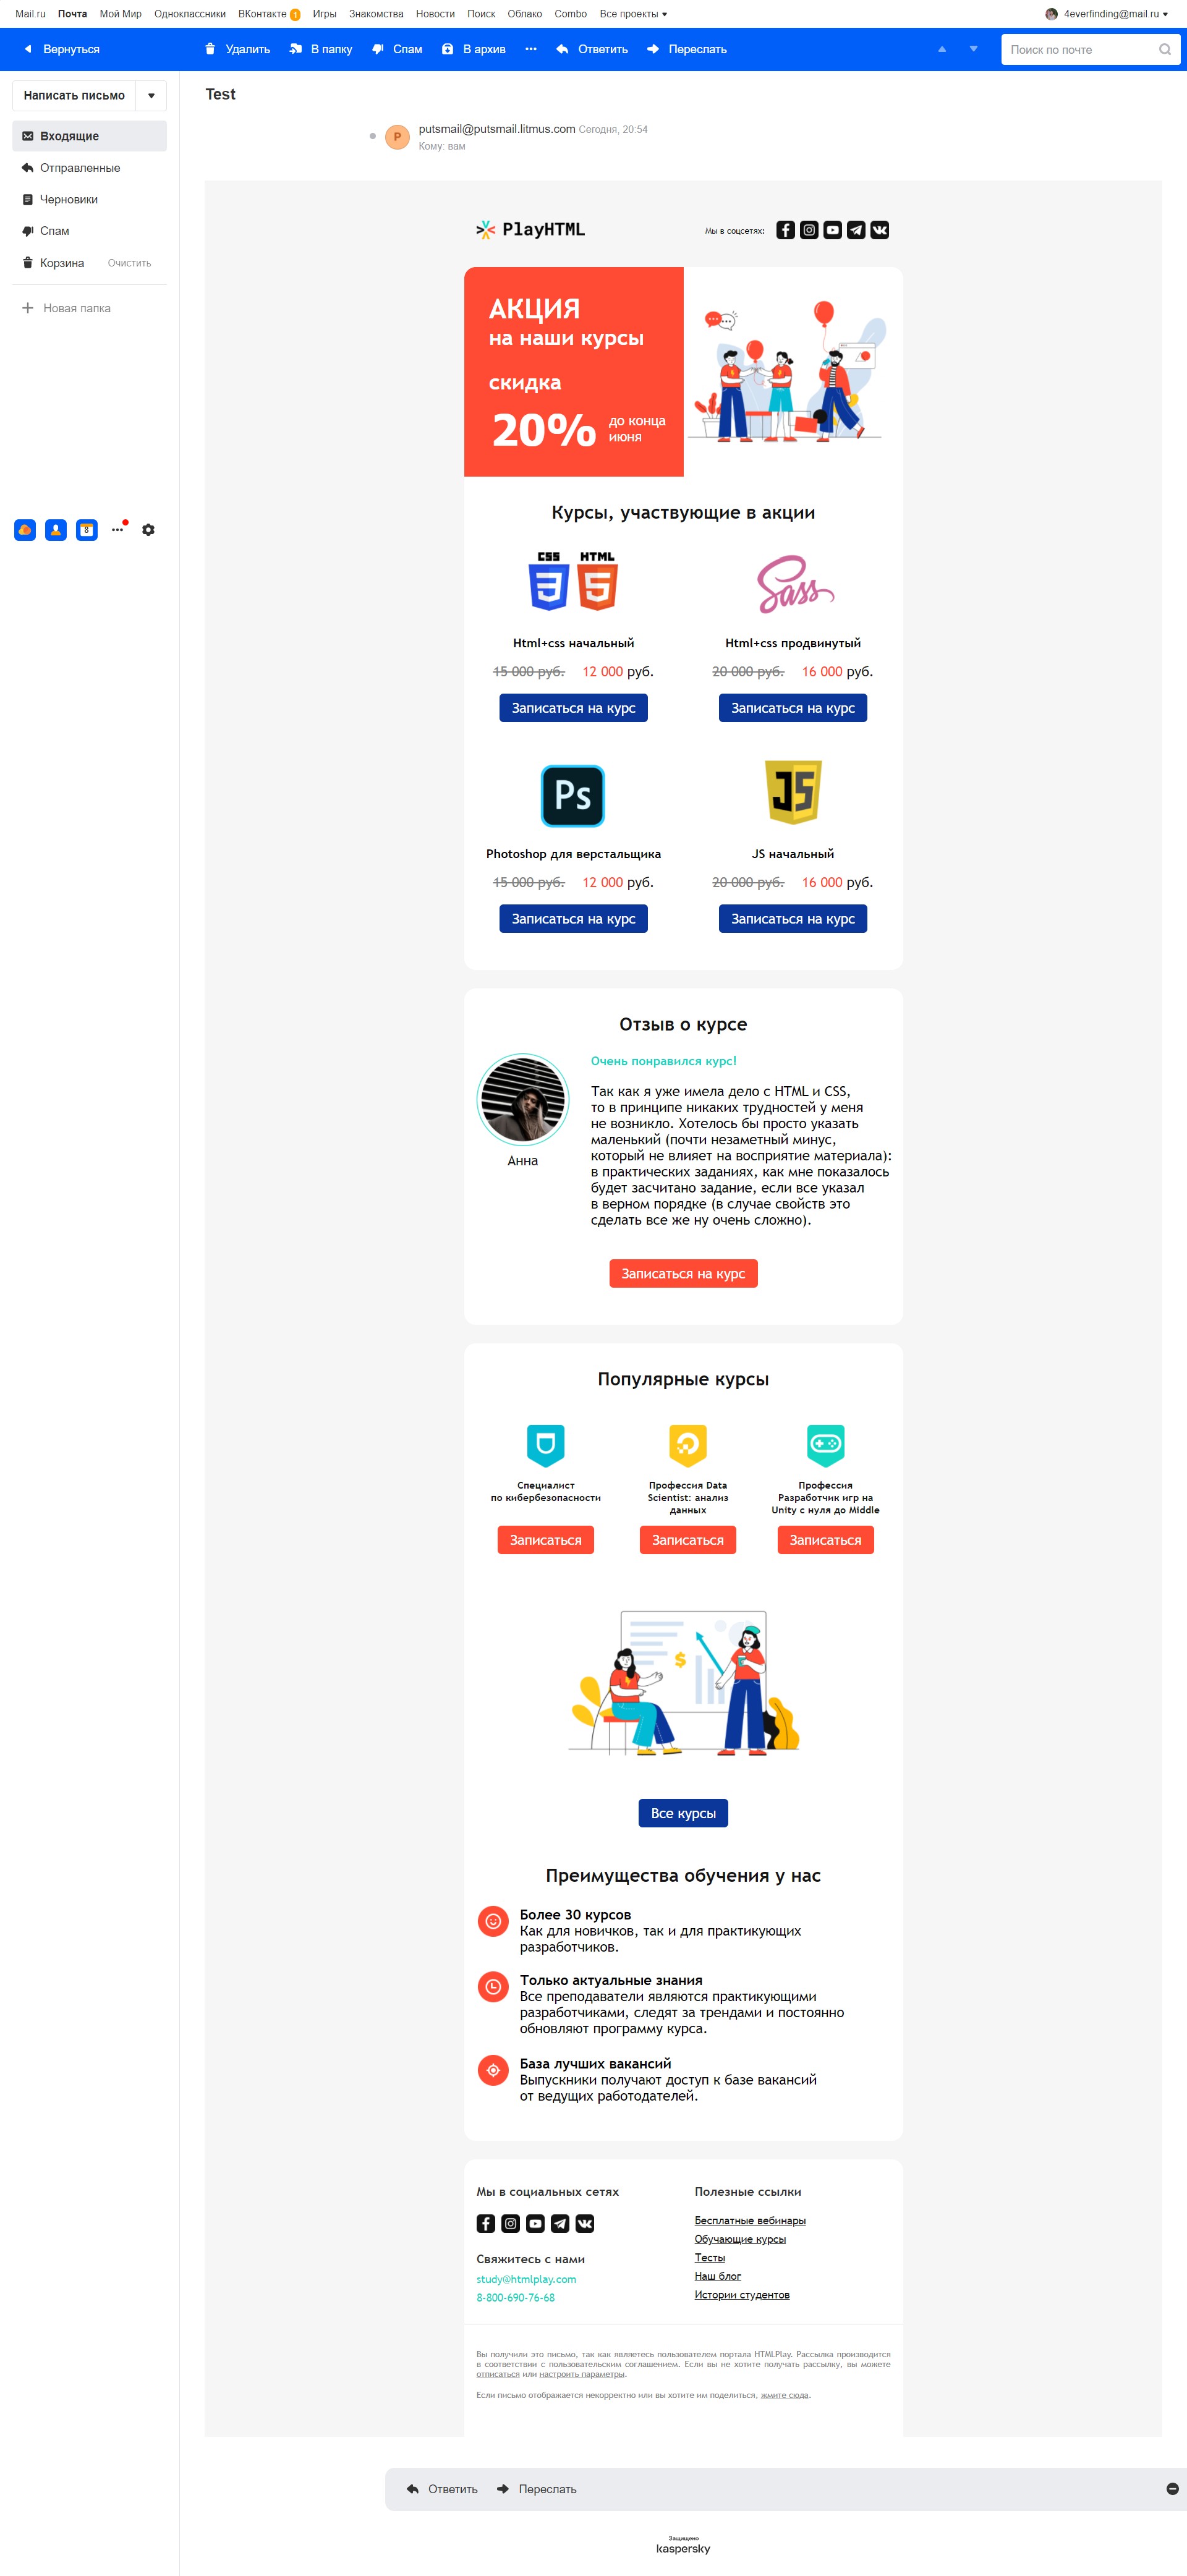 Mail.ru Почта Мой Мир Одноклассники ВКонтакте 1 Игры Знакомства Новости Поиск Облако Combo Все проекты
4everfinding@mail.ru
Вернуться
Удалить В папку Спам В архив Ответить Переслать
Поиск по почте
Написать письмо
Входящие
Отправленные
Черновики
Спам
Корзина Очистить
Новая папка
8
Test
P
putsmail@putsmail.litmus.com Сегодня, 20:54
Кому: вам
PlayHTML
Мы в соцсетях:
АКЦИЯ
на наши курсы
скидка
20% до конца
июня
Курсы, участвующие в акции
CSS HTML
3 5
Sass
Html+css начальный Html+css продвинутый
15 000 руб. 12 000 руб. 20 000 руб. 16 000 руб.
Записаться на курс Записаться на курс
Ps JS
Photoshop для верстальщика JS начальный
15 000 руб. 12 000 руб. 20 000 руб. 16 000 руб.
Записаться на курс Записаться на курс
Отзыв о курсе
Анна
Очень понравился курс!
Так как я уже имела дело с HTML и CSS,
то в принципе никаких трудностей у меня
не возникло. Хотелось бы просто указать
маленький (почти незаметный минус,
который не влияет на восприятие материала):
в практических заданиях, как мне показалось
будет засчитано задание, если все указал
в верном порядке (в случае свойств это
сделать все же ну очень сложно).
Записаться на курс
Популярные курсы
Специалист
по кибербезопасности
Профессия Data
Scientist: анализ
данных
Профессия
Разработчик игр на
Unity с нуля до Middle
Записаться Записаться Записаться
$
Все курсы
Преимущества обучения у нас
Более 30 курсов
Как для новичков, так и для практикующих
разработчиков.
Только актуальные знания
Все преподаватели являются практикующими
разработчиками, следят за трендами и постоянно
обновляют программу курса.
База лучших вакансий
Выпускники получают доступ к базе вакансий
от ведущих работодателей.
Мы в социальных сетях
Свяжитесь с нами
study@htmlplay.com
8-800-690-76-68
Полезные ссылки
Бесплатные вебинары
Обучающие курсы
Тесты
Наш блог
Истории студентов
Вы получили это письмо, так как являетесь пользователем портала HTMLPlay. Рассылка производится
в соответствии с пользовательским соглашением. Если вы не хотите получать рассылку, вы можете
отписаться или настроить параметры.
Если письмо отображается некорректно или вы хотите им поделиться, жмите сюда.
Ответить Переслать
Защищено
kaspersky